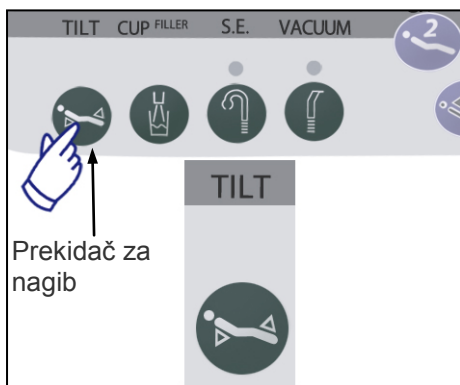 TILT CUP FILLER S.E. VACUUM
2
TILT
Prekidač za
nagib